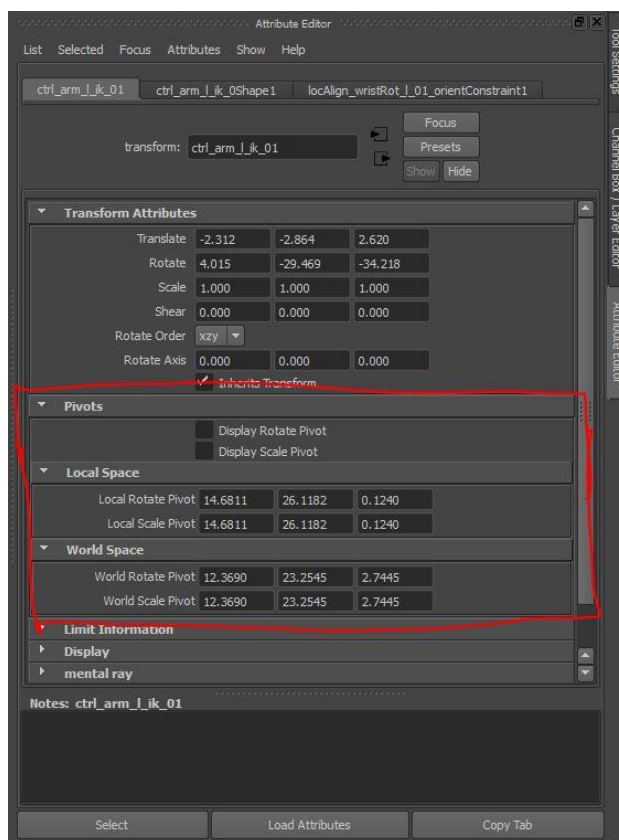 Attribute Editor
List Selected Focus Attributes Show Help
ctrl_arm_l_ik_01 ctrl_arm_l_ik_0Shape1 locAlign_wristRot_l_01_orientConstraint1
Focus
transform: ctrl_arm_l_ik_01 Presets
Show Hide
Transform Attributes
Translate -2.312 -2.864 2.620
Rotate 4.015 -29.469 -34.218
Scale 1.000 1.000 1.000
Shear 0.000 0.000 0.000
Rotate Order xzy
Rotate Axis 0.000 0.000 0.000
Inherits Transform
Pivots
Display Rotate Pivot
Display Scale Pivot
Local Space
Local Rotate Pivot 14.6811 26.1182 0.1240
Local Scale Pivot 14.6811 26.1182 0.1240
World Space
World Rotate Pivot 12.3690 23.2545 2.7445
World Scale Pivot 12.3690 23.2545 2.7445
Limit Information
Display
mental ray
Notes: ctrl_arm_l_ik_01
Select Load Attributes Copy Tab
Tool Settings
Channel Box / Layer Editor
Attribute Editor